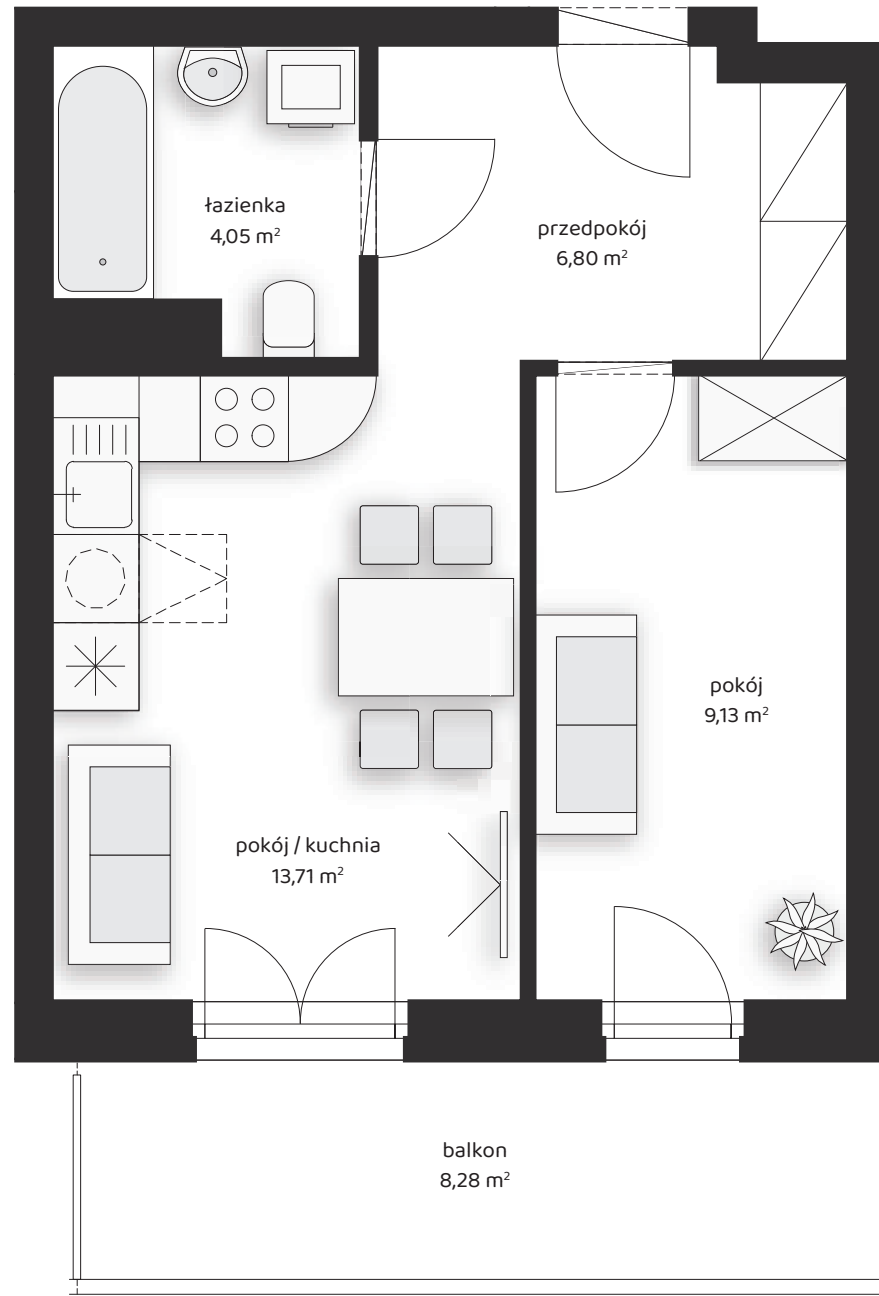 łazienka
4,05 m²
przedpokój
6,80 m²
pokój
9,13 m²
pokój / kuchnia
13,71 m²
balkon
8,28 m²